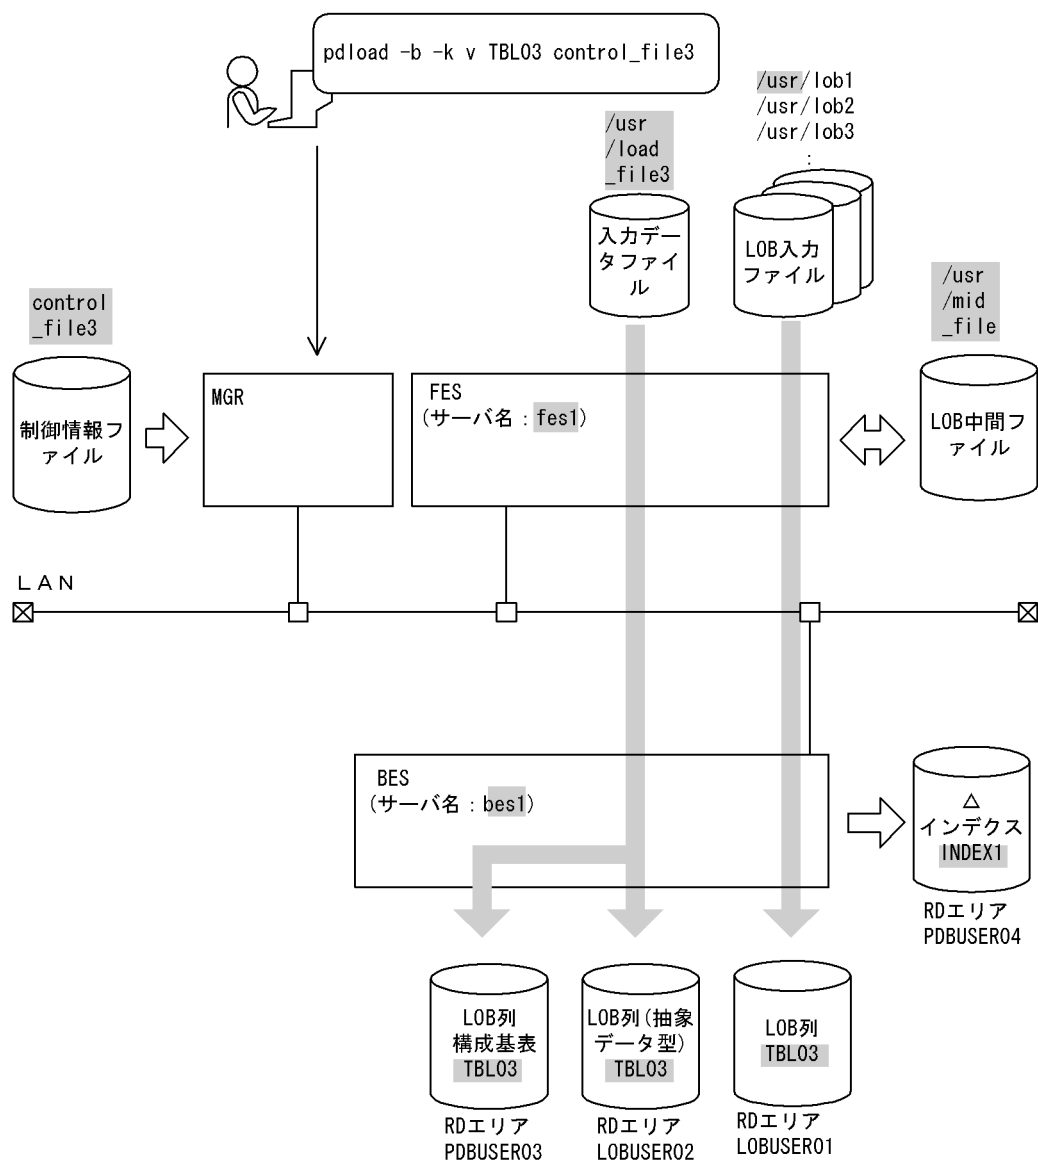 pdload -b -k v TBL03 control_file3
/usr/lob1
/usr/lob2
/usr/lob3
:
/usr
/load
_file3
入力デー
タファイ
ル
LOB入力
ファイル
control
_file3
/usr
/mid
_file
制御情報フ
ァイル
MGR
FES
(サーバ名:fes1)
LOB中間フ
ァイル
LAN
BES
(サーバ名:bes1)
△
インデクス
INDEX1
RDエリア
PDBUSER04
LOB列
構成基表
TBL03
LOB列(抽象
データ型)
TBL03
LOB列
TBL03
RDエリア
PDBUSER03
RDエリア
LOBUSER02
RDエリア
LOBUSER01